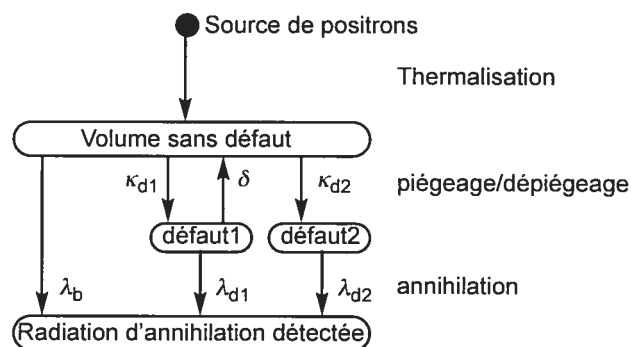 Source de positrons
Thermalisation
Volume sans défaut
κd1 δ κd2 piégeage/dépiégeage
défaut1 défaut2
λb λd1 λd2 annihilation
Radiation d'annihilation détectée